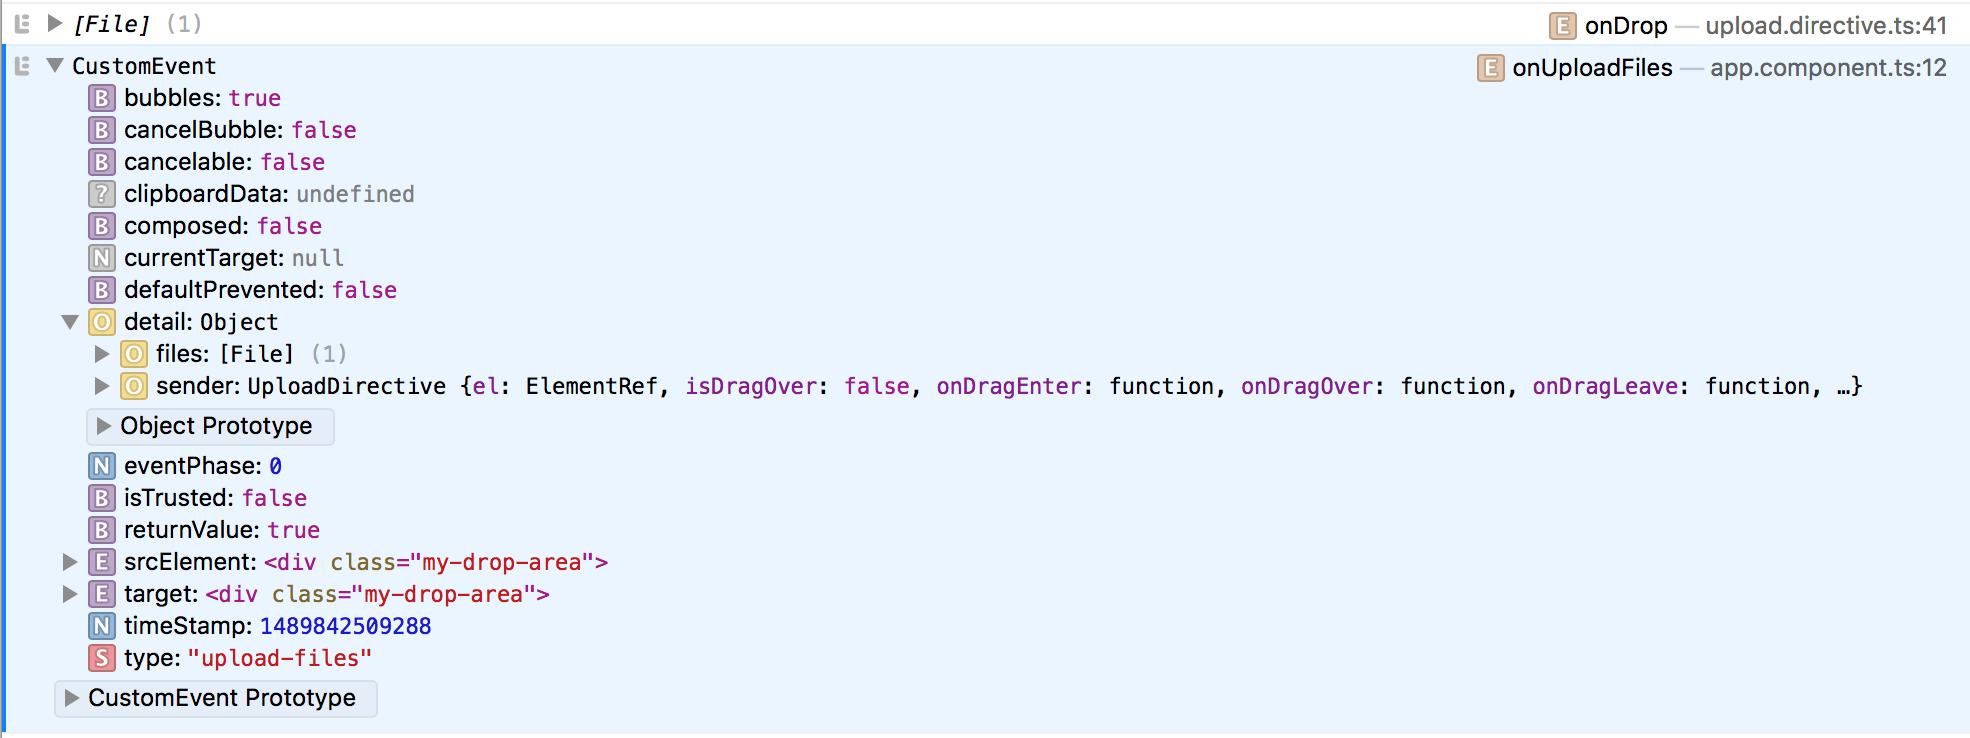 [File] (1) E onDrop — upload.directive.ts:41
CustomEvent E onUploadFiles — app.component.ts:12
B bubbles: true
B cancelBubble: false
B cancelable: false
? clipboardData: undefined
B composed: false
N currentTarget: null
B defaultPrevented: false
O detail: Object
O files: [File] (1)
O sender: UploadDirective {el: ElementRef, isDragOver: false, onDragEnter: function, onDragOver: function, onDragLeave: function, …}
Object Prototype
N eventPhase: 0
B isTrusted: false
B returnValue: true
E srcElement: <div class="my-drop-area">
E target: <div class="my-drop-area">
N timeStamp: 1489842509288
S type: "upload-files"
CustomEvent Prototype